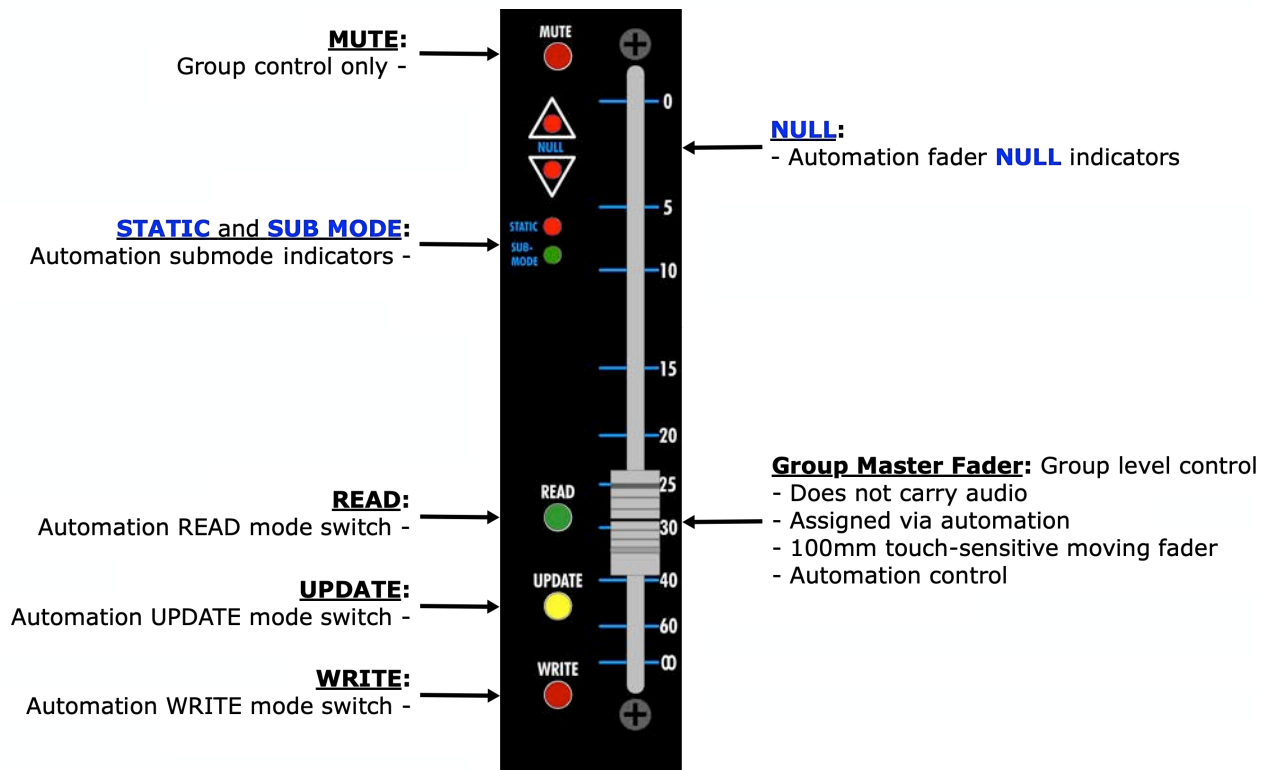 MUTE:
Group control only -
STATIC and SUB MODE:
Automation submode indicators -
READ:
Automation READ mode switch -
UPDATE:
Automation UPDATE mode switch -
WRITE:
Automation WRITE mode switch -
MUTE
NULL
STATIC
SUB-
MODE
READ
UPDATE
WRITE
0
5
10
15
20
25
30
40
60
∞
NULL:
- Automation fader NULL indicators
Group Master Fader: Group level control
- Does not carry audio
- Assigned via automation
- 100mm touch-sensitive moving fader
- Automation control